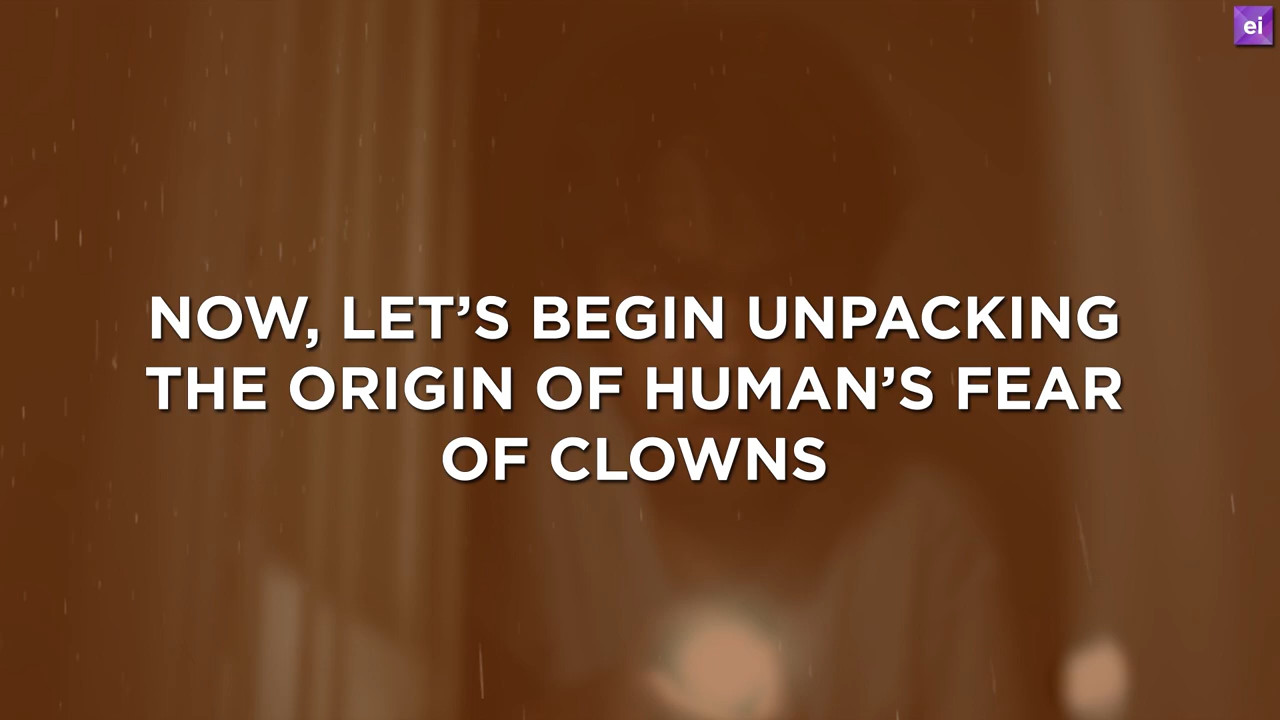 ei
NOW, LET’S BEGIN UNPACKING
THE ORIGIN OF HUMAN’S FEAR
OF CLOWNS